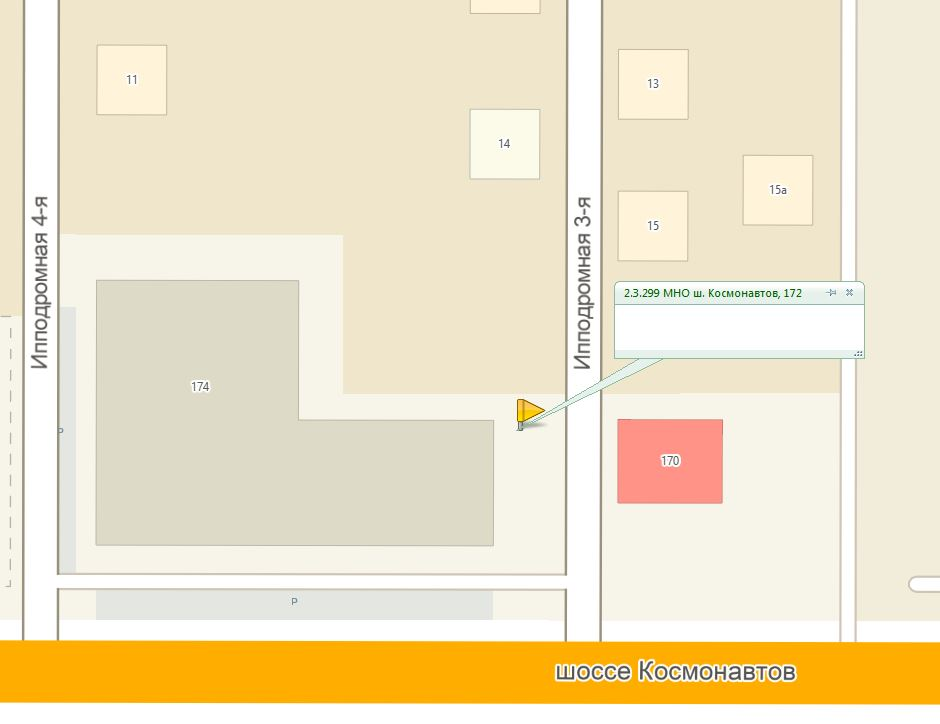 11
13
14
15а
15
Ипподромная 4-я
Ипподромная 3-я
2.3.299 МНО ш. Космонавтов, 172
174
P
170
P
шоссе Космонавтов